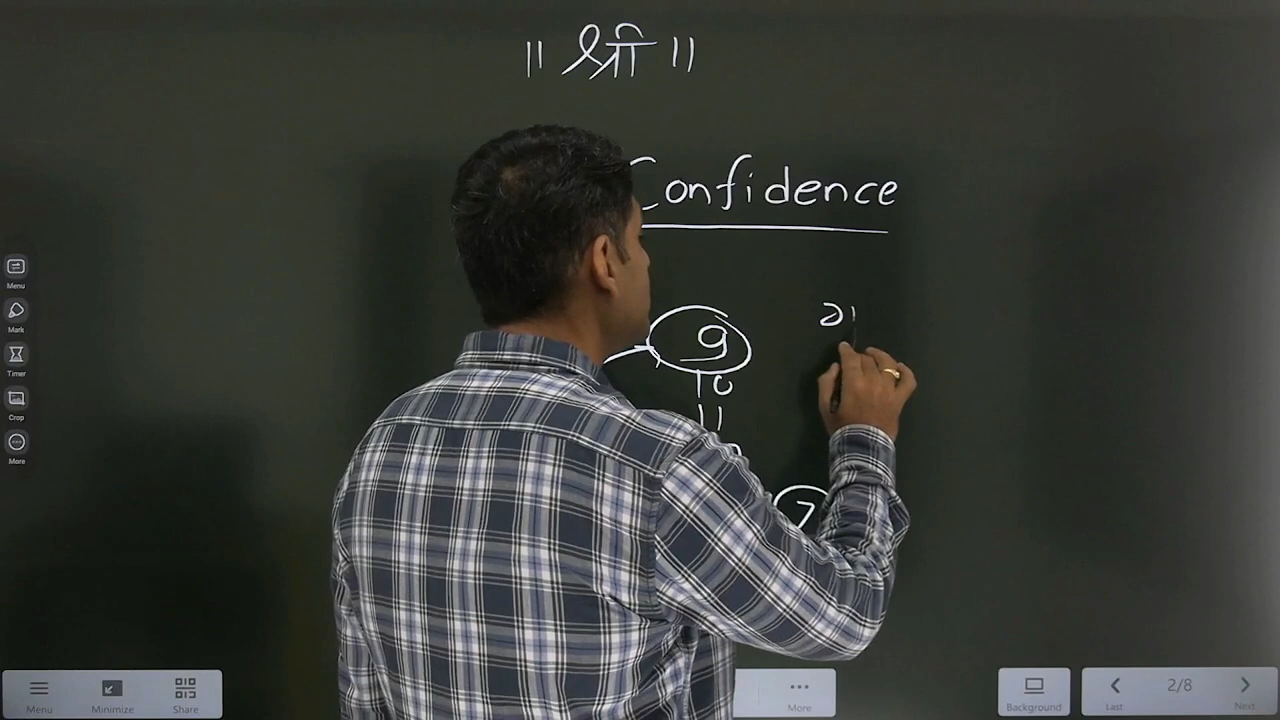 ॥ श्री ॥
Confidence
9
10
11
7
Menu
Mark
Timer
Crop
More
Menu
Minimize
Share
More
Background
Last
2/8
Next